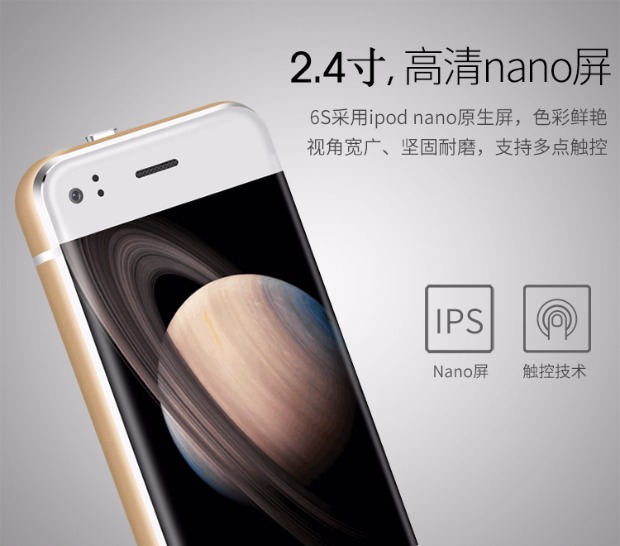 2.4寸, 高清nano屏
6S采用ipod nano原生屏，色彩鲜艳
视角宽广、坚固耐磨，支持多点触控
IPS
Nano屏
触控技术